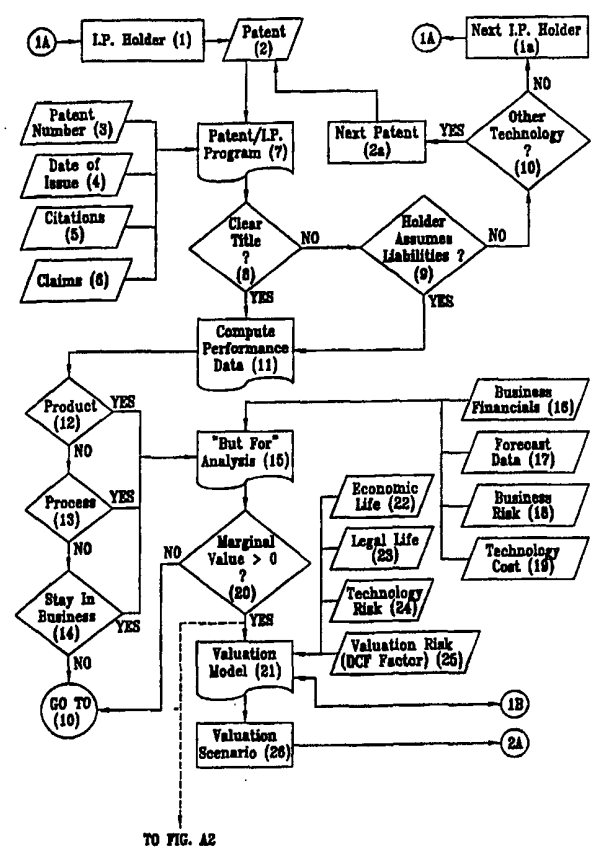 1A
I.P. Holder (1)
Patent
(2)
1A
Next I.P. Holder
(1a)
NO
Patent
Number (3)
Patent/I.P.
Program (7)
Next Patent
(2a)
YES
Other
Technology
?
(10)
Date of
Issue (4)
Citations
(5)
Claims (6)
Clear
Title
?
(8)
NO
Holder
Assumes
Liabilities ?
(9)
NO
YES
YES
Compute
Performance
Data (11)
Product
(12)
YES
NO
"But For"
Analysis (15)
Business
Financials (16)
Forecast
Data (17)
Business
Risk (18)
Technology
Cost (19)
Process
(13)
YES
NO
Economic
Life (22)
Legal Life
(23)
Technology
Risk (24)
Valuation Risk
(DCF Factor) (25)
NO
Marginal
Value > 0
?
(20)
YES
Stay In
Business
(14)
YES
NO
Valuation
Model (21)
GO TO
(10)
1B
Valuation
Scenario (26)
2A
TO FIG. A2